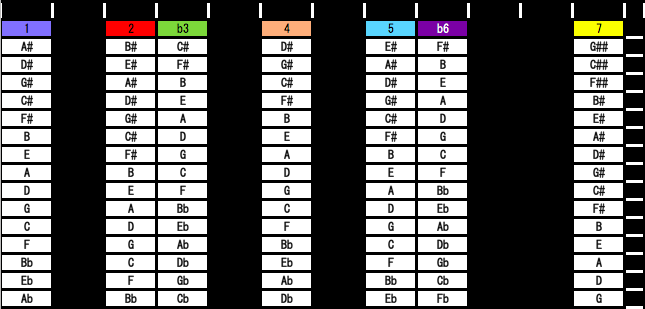 1 2 b3 4 5 b6 7
A# B# C# D# E# F# G##
D# E# F# G# A# B C##
G# A# B C# D# E F##
C# D# E F# G# A B#
F# G# A B C# D E#
B C# D E F# G A#
E F# G A B C D#
A B C D E F G#
D E F G A Bb C#
G A Bb C D Eb F#
C D Eb F G Ab B
F G Ab Bb C Db E
Bb C Db Eb F Gb A
Eb F Gb Ab Bb Cb D
Ab Bb Cb Db Eb Fb G